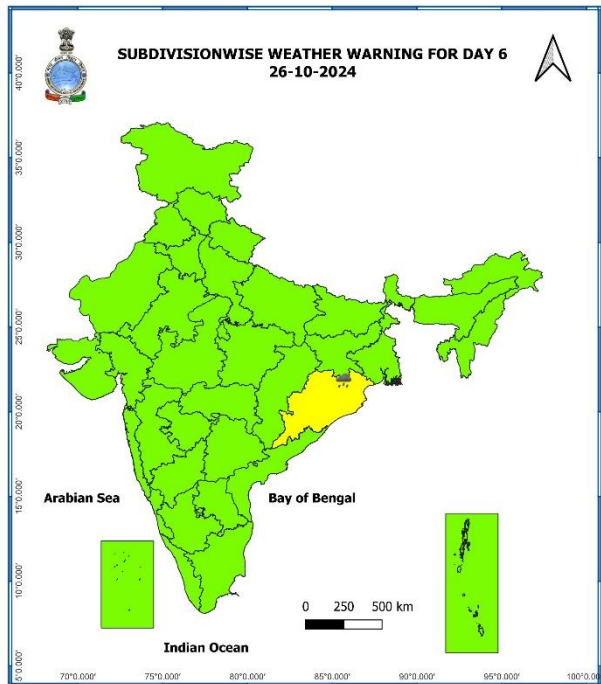 SUBDIVISIONWISE WEATHER WARNING FOR DAY 6
26-10-2024
40°0.000'
35°0.000'
30°0.000'
25°0.000'
20°0.000'
15°0.000'
10°0.000'
5°0.000'
Arabian Sea
Bay of Bengal
0 250 500 km
Indian Ocean
70°0.000' 75°0.000' 80°0.000' 85°0.000' 90°0.000' 95°0.000' 100°0.000'